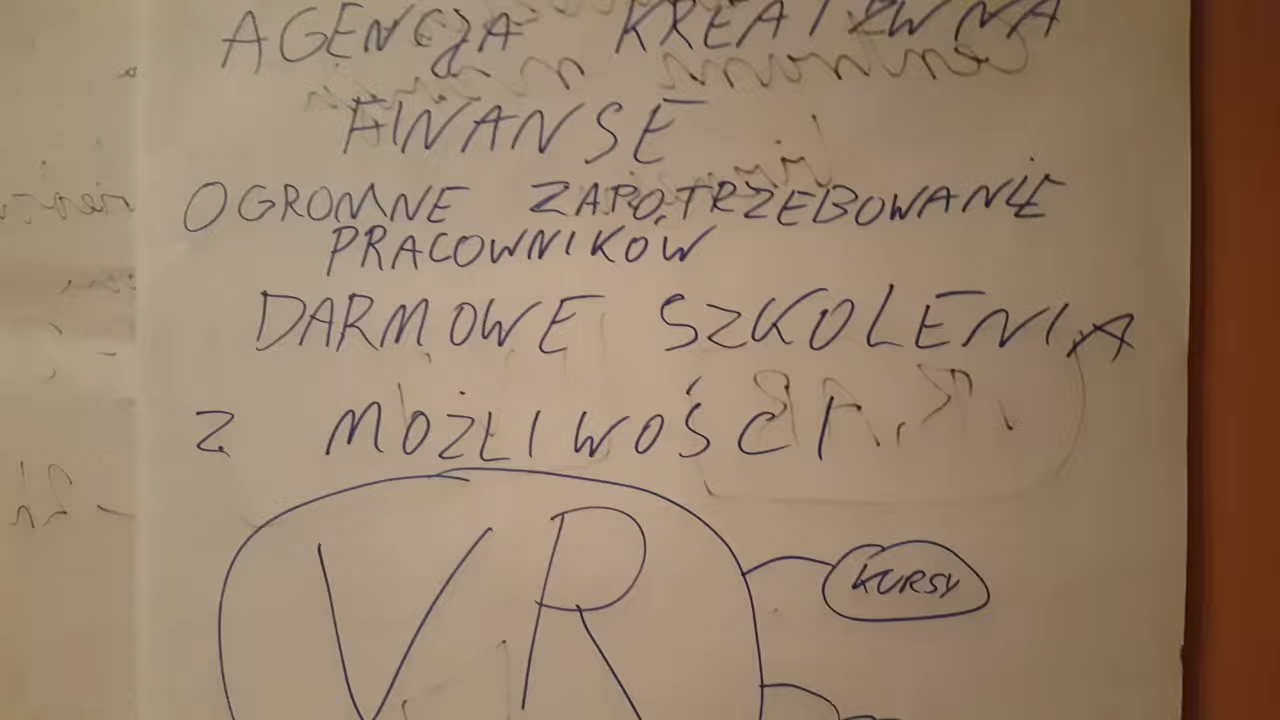 AGENCJA KREATYWNA
FINANSE
OGROMNE ZAPOTRZEBOWANIE
PRACOWNIKÓW
DARMOWE SZKOLENIA
Z MOŻLIWOŚCI
VR
KURSY